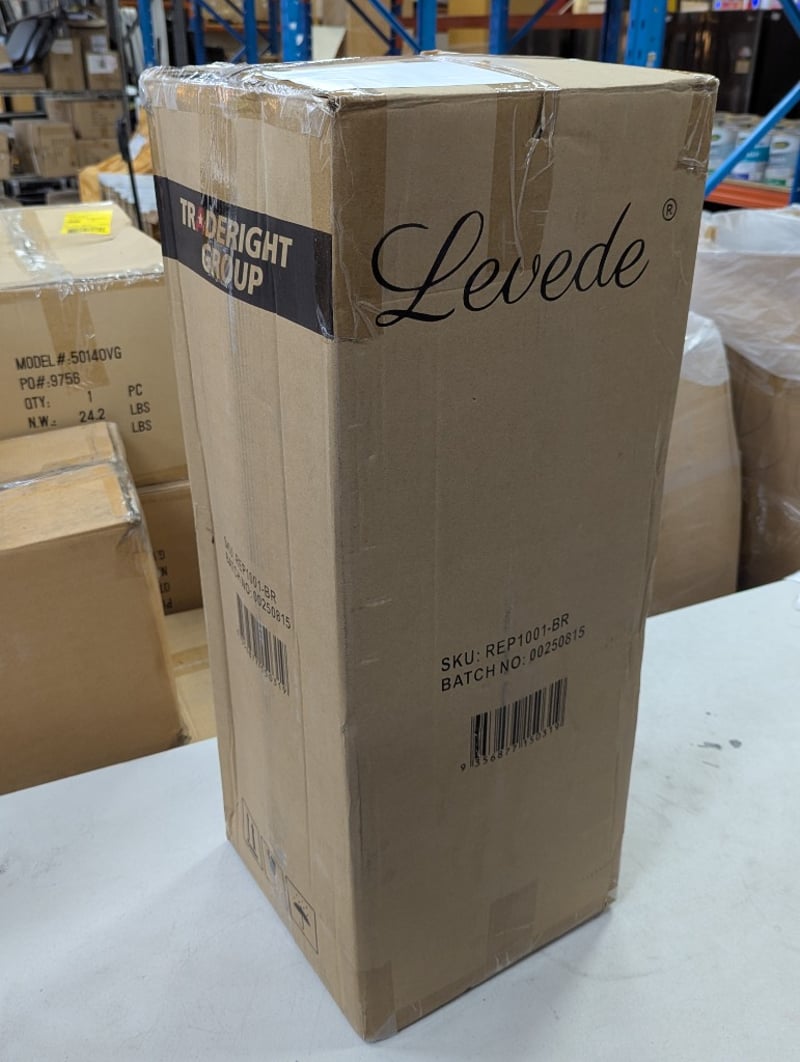 TRADERIGHT
GROUP
Levede®
MODEL#:50140VG
PO#:9756
QTY: 1 PC
N.W.: 24.2 LBS
LBS
SKU: REP1001-BR
BATCH NO: 00250815
SKU: REP1001-BR
BATCH NO: 00250815